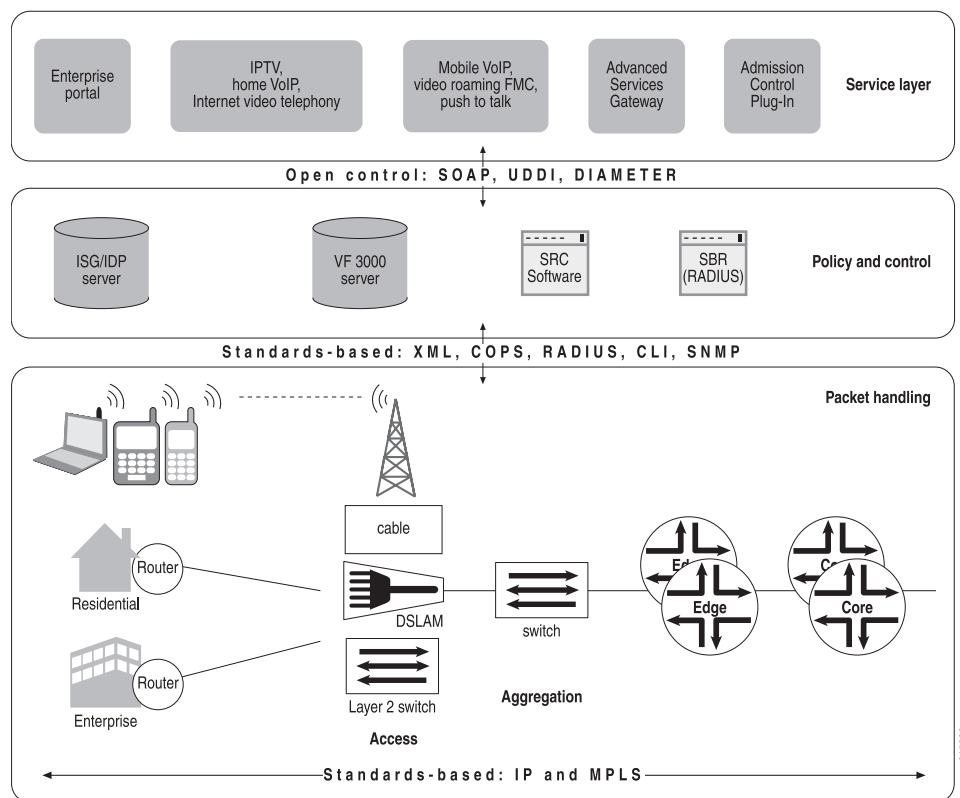 Enterprise
portal
IPTV,
home VoIP,
Internet video telephony
Mobile VoIP,
video roaming FMC,
push to talk
Advanced
Services
Gateway
Admission
Control
Plug-In
Service layer
Open control: SOAP, UDDI, DIAMETER
ISG/IDP
server
VF 3000
server
SRC
Software
SBR
(RADIUS)
Policy and control
Standards-based: XML, COPS, RADIUS, CLI, SNMP
Packet handling
cable
Router
Residential
DSLAM
switch
Edge
Core
Router
Enterprise
Layer 2 switch
Aggregation
Access
Standards-based: IP and MPLS